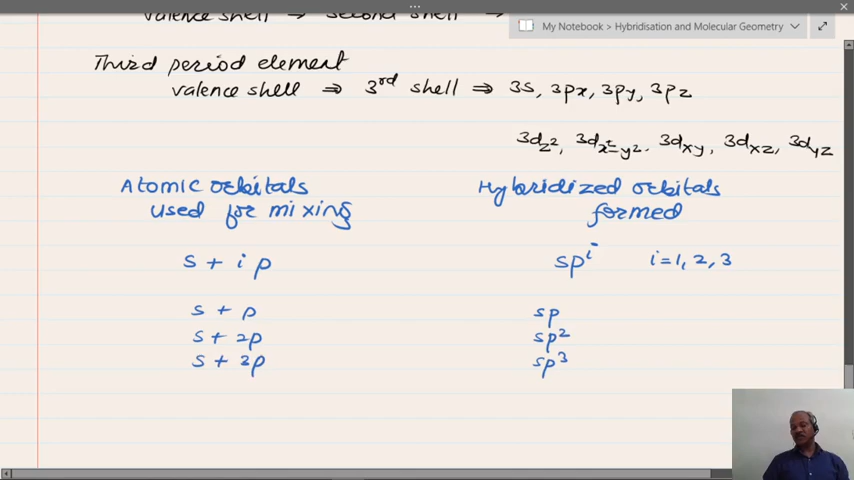 valence shell ⇒ second shell ⇒
My Notebook > Hybridisation and Molecular Geometry
Third period element
valence shell ⇒ 3rd shell ⇒ 3s, 3px, 3py, 3pz
3dz², 3dx²-y², 3dxy, 3dxz, 3dyz
Atomic orbitals Hybridized orbitals
used for mixing formed
s + i p spⁱ i=1, 2, 3
s + p sp
s + 2p sp²
s + 3p sp³